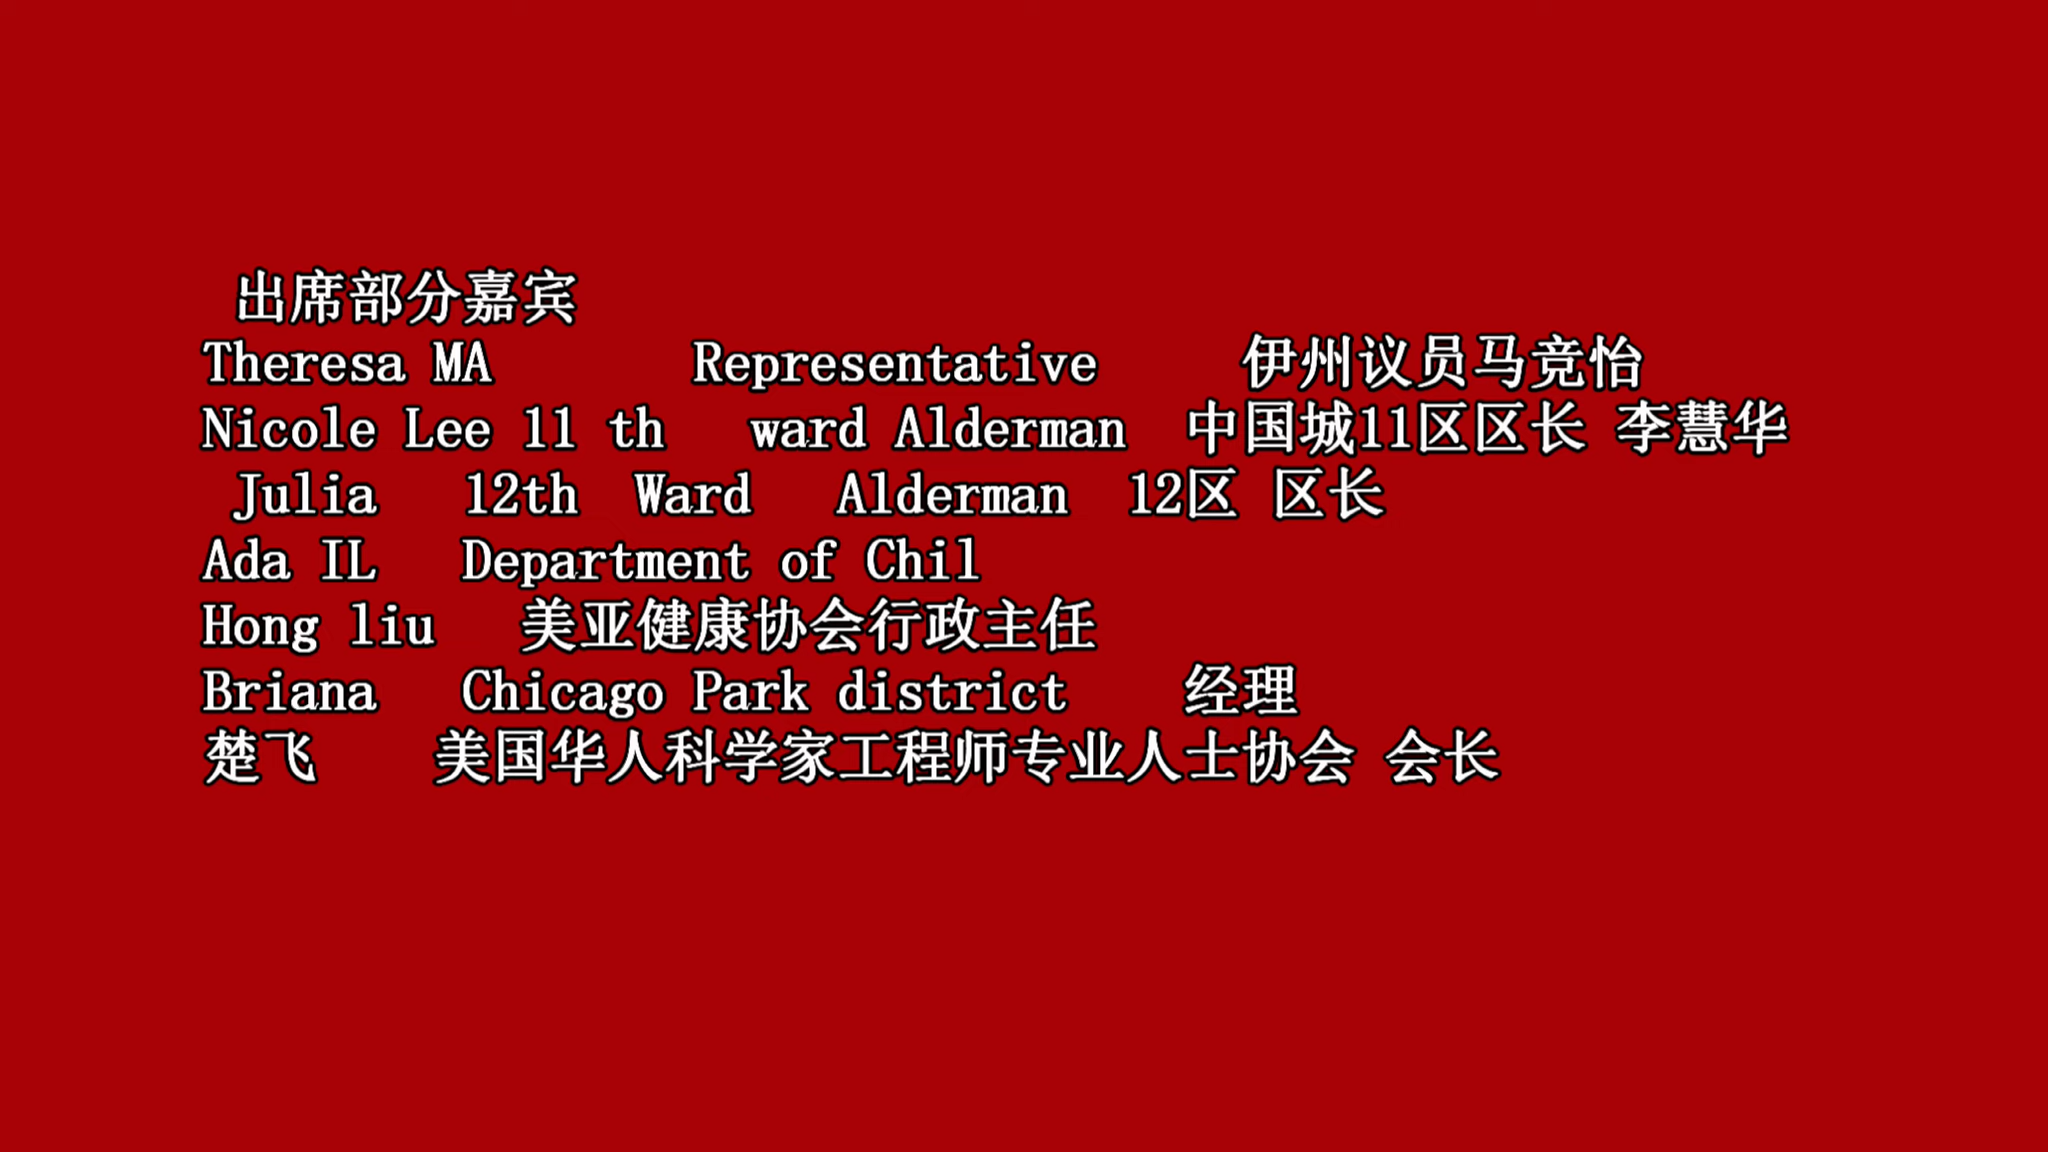 出席部分嘉宾
Theresa MA Representative 伊州议员马竞怡
Nicole Lee 11 th ward Alderman 中国城11区区长 李慧华
Julia 12th Ward Alderman 12区 区长
Ada IL Department of Chil
Hong liu 美亚健康协会行政主任
Briana Chicago Park district 经理
楚飞 美国华人科学家工程师专业人士协会 会长